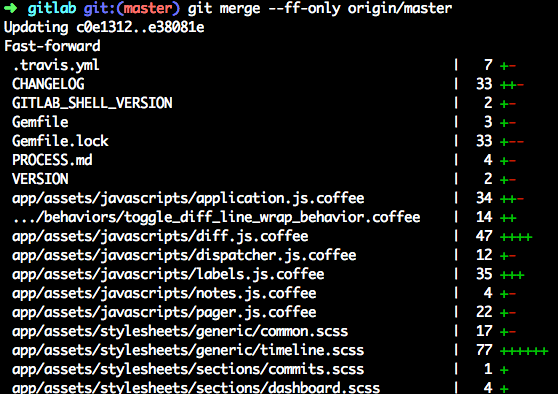 ➜ gitlab git:(master) git merge --ff-only origin/master
Updating c0e1312..e38081e
Fast-forward
 .travis.yml | 7 +-
 CHANGELOG | 33 ++-
 GITLAB_SHELL_VERSION | 2 +-
 Gemfile | 3 +-
 Gemfile.lock | 33 +--
 PROCESS.md | 4 +-
 VERSION | 2 +-
 app/assets/javascripts/application.js.coffee | 34 ++-
 .../behaviors/toggle_diff_line_wrap_behavior.coffee | 14 ++
 app/assets/javascripts/diff.js.coffee | 47 ++++
 app/assets/javascripts/dispatcher.js.coffee | 12 +-
 app/assets/javascripts/labels.js.coffee | 35 +++
 app/assets/javascripts/notes.js.coffee | 4 +-
 app/assets/javascripts/pager.js.coffee | 22 +-
 app/assets/stylesheets/generic/common.scss | 17 +-
 app/assets/stylesheets/generic/timeline.scss | 77 ++++++
 app/assets/stylesheets/sections/commits.scss | 1 +
 app/assets/stylesheets/sections/dashboard.scss | 4 +